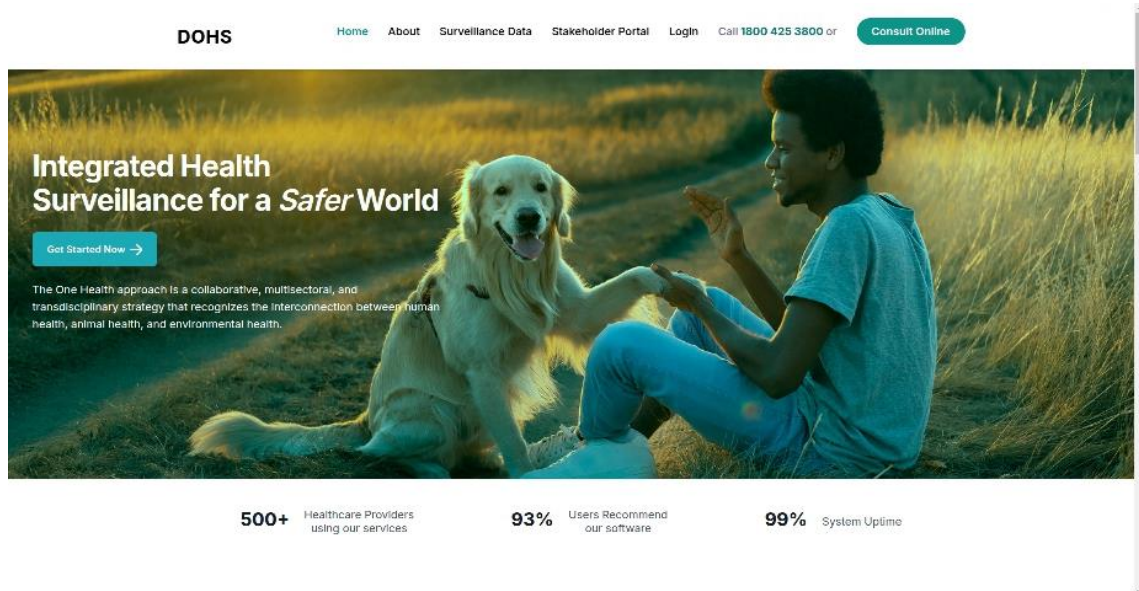 DOHS
Home About Surveillance Data Stakeholder Portal Login Call 1800 425 3800 or Consult Online
Integrated Health
Surveillance for a Safer World
Get Started Now →
The One Health approach is a collaborative, multisectoral, and
transdisciplinary strategy that recognizes the interconnection between human
health, animal health, and environmental health.
500+ Healthcare Providers
using our services
93% Users Recommend
our software
99% System Uptime